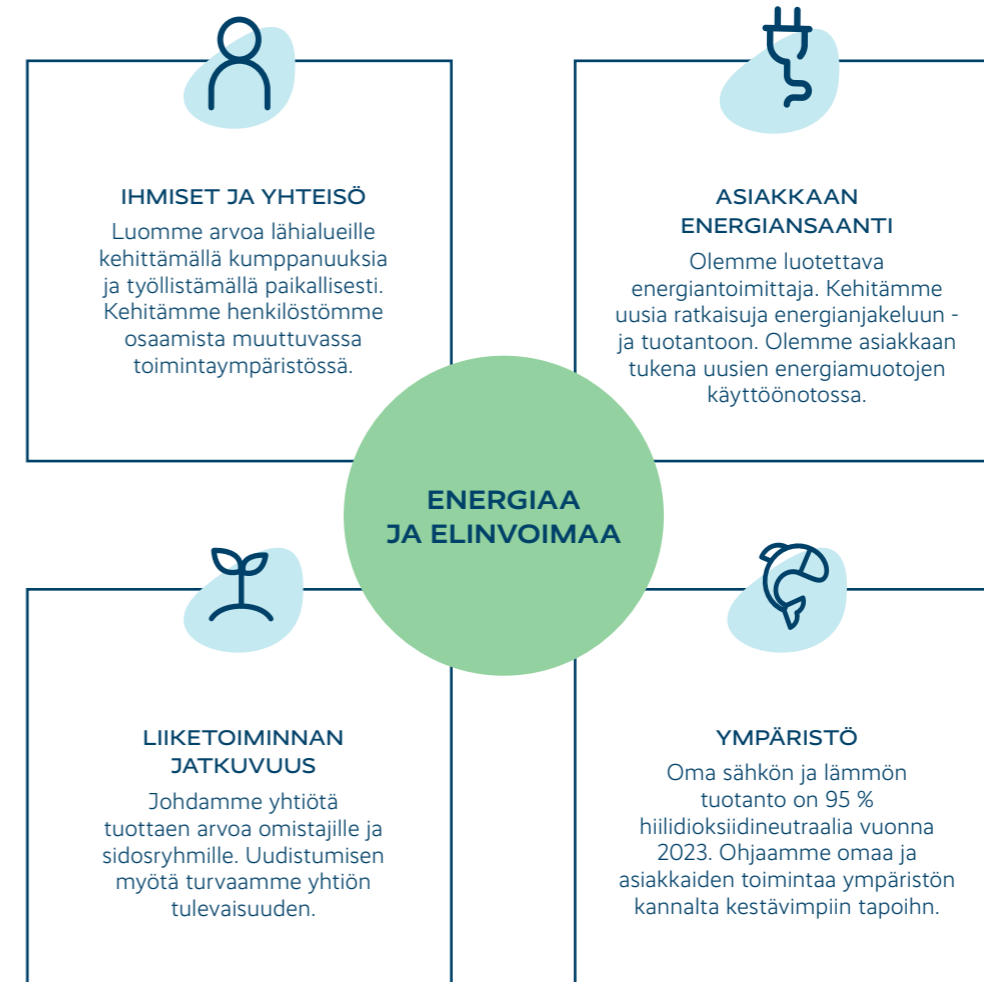 IHMISET JA YHTEISÖ
Luomme arvoa lähialueille
kehittämällä kumppanuuksia
ja työllistämällä paikallisesti.
Kehitämme henkilöstömme
osaamista muuttuvassa
toimintaympäristössä.
ASIAKKAAN
ENERGIANSAANTI
Olemme luotettava
energiantoimittaja. Kehitämme
uusia ratkaisuja energianjakeluun -
ja tuotantoon. Olemme asiakkaan
tukena uusien energiamuotojen
käyttöönotossa.
ENERGIAA
JA ELINVOIMAA
LIIKETOIMINNAN
JATKUVUUS
Johdamme yhtiötä
tuottaen arvoa omistajille ja
sidosryhmille. Uudistumisen
myötä turvaamme yhtiön
tulevaisuuden.
YMPÄRISTÖ
Oma sähkön ja lämmön
tuotanto on 95 %
hiilidioksidineutraalia vuonna
2023. Ohjaamme omaa ja
asiakkaiden toimintaa ympäristön
kannalta kestävimpiin tapoihn.